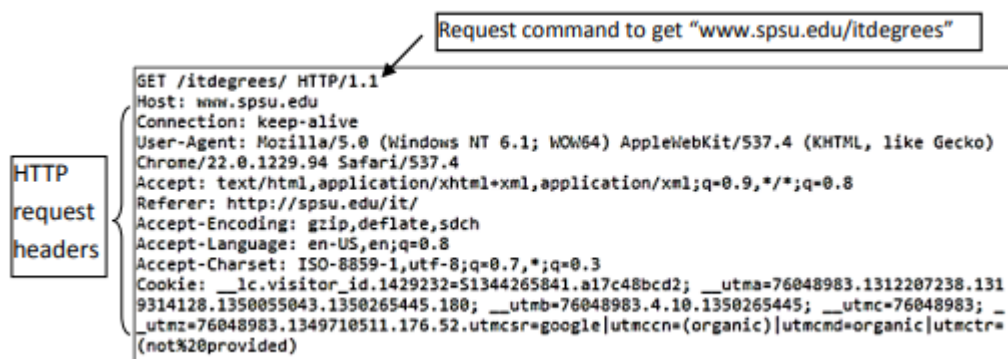 Request command to get “www.spsu.edu/itdegrees”
GET /itdegrees/ HTTP/1.1
Host: www.spsu.edu
Connection: keep-alive
User-Agent: Mozilla/5.0 (Windows NT 6.1; WOW64) AppleWebKit/537.4 (KHTML, like Gecko)
Chrome/22.0.1229.94 Safari/537.4
Accept: text/html,application/xhtml+xml,application/xml;q=0.9,*/*;q=0.8
Referer: http://spsu.edu/it/
Accept-Encoding: gzip,deflate,sdch
Accept-Language: en-US,en;q=0.8
Accept-Charset: ISO-8859-1,utf-8;q=0.7,*;q=0.3
Cookie: __lc.visitor_id.1429232=S1344265841.a17c48bcd2; __utma=76048983.1312207238.131
9314128.1350055043.1350265445.180; __utmb=76048983.4.10.1350265445; __utmc=76048983; _
_utmz=76048983.1349710511.176.52.utmcsr=google|utmccn=(organic)|utmcmd=organic|utmctr=
(not%20provided)
HTTP
request
headers